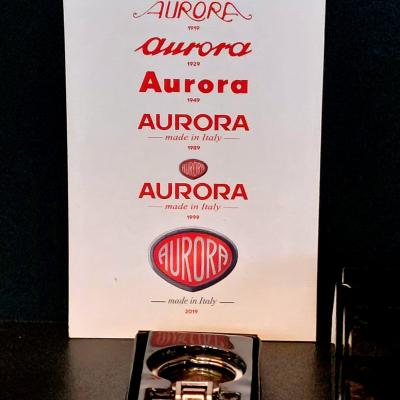 AURORA
1919
aurora
1929
Aurora
1949
AURORA
made in Italy
1989
AURORA
AURORA
made in Italy
1999
AURORA
made in Italy
2019